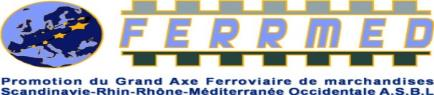 FERRMED
Promotion du Grand Axe Ferroviaire de marchandises
Scandinavie-Rhin-Rhône-Méditerranée Occidentale A.S.B.L